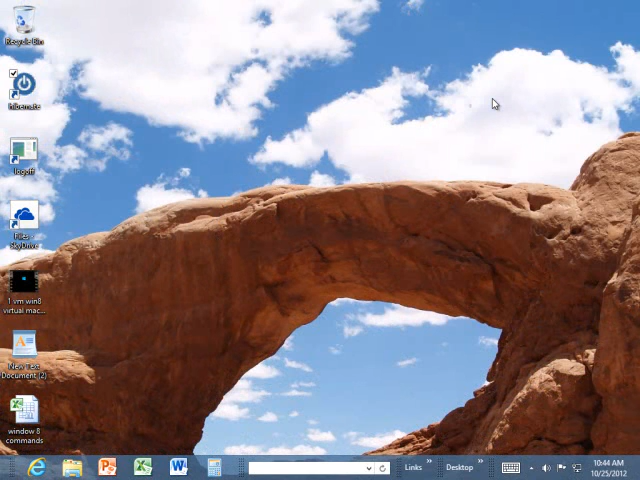 Recycle Bin
hibernate
logoff
Files -
SkyDrive
1 vm win8
virtual mac...
New Text
Document (2)
window 8
commands
Links
Desktop
10:44 AM
10/25/2012